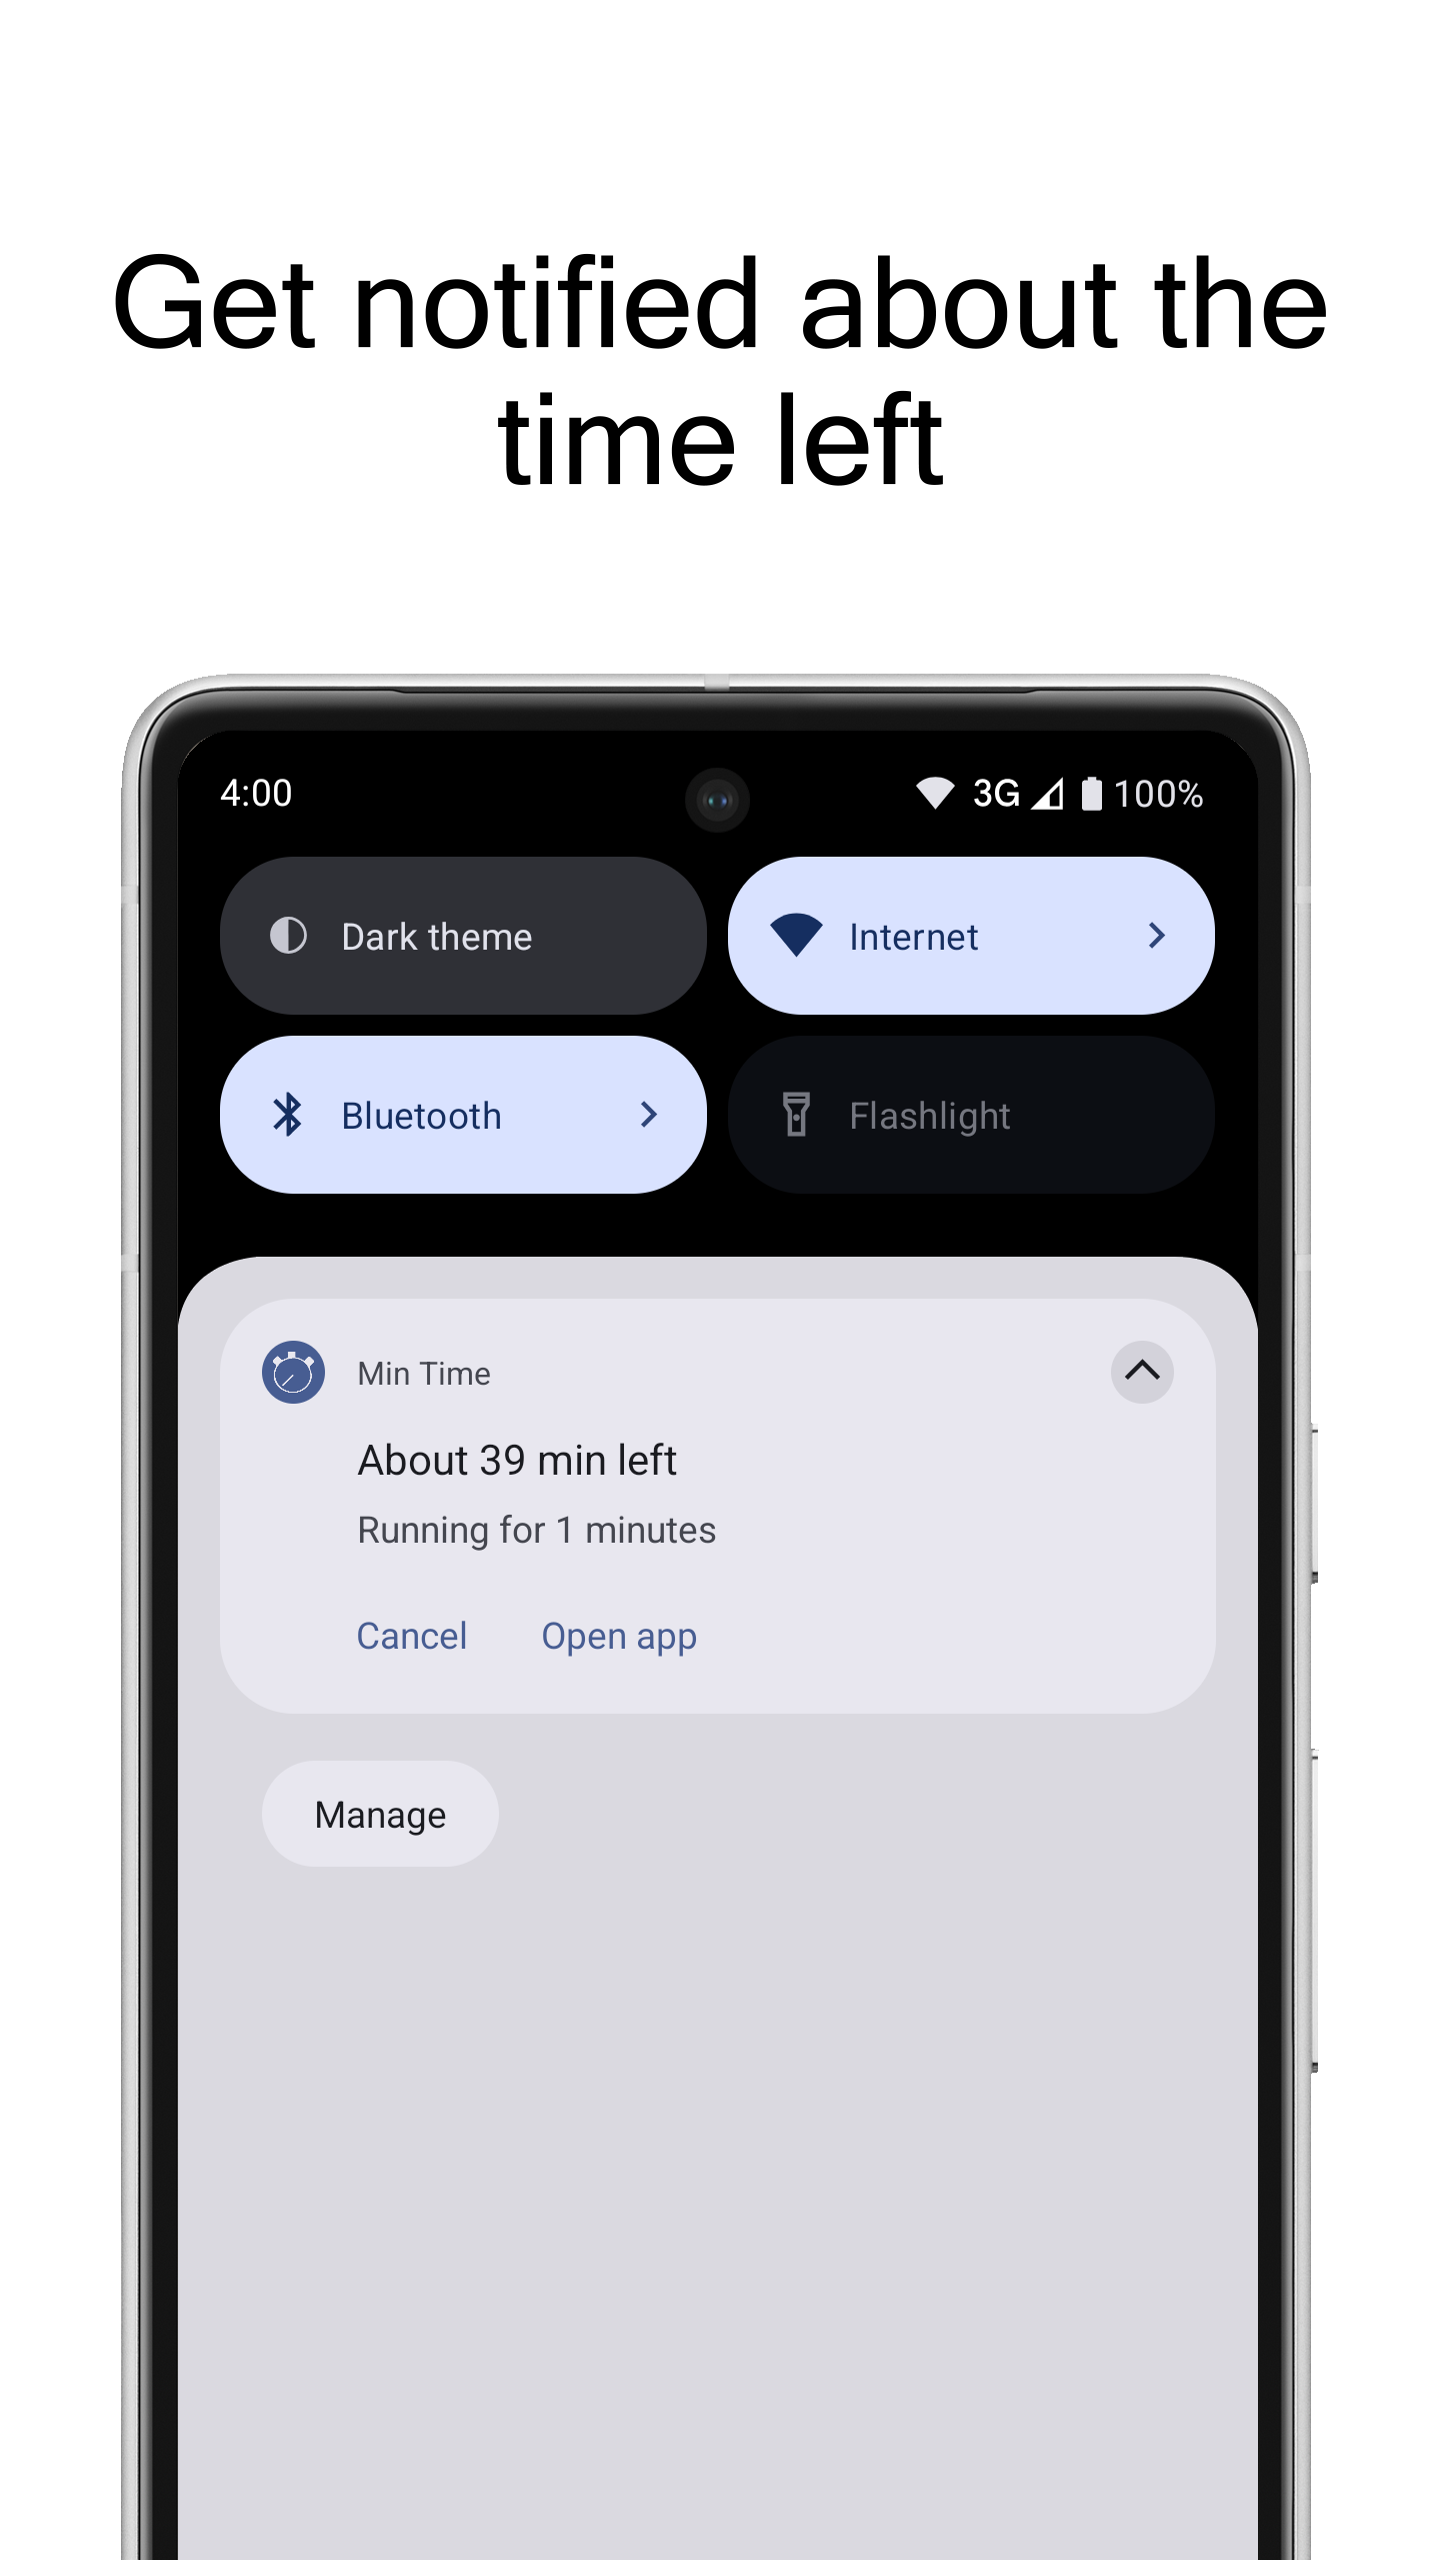 Get notified about the
time left
4:00
3G 100%
Dark theme
Internet
Bluetooth
Flashlight
Min Time
About 39 min left
Running for 1 minutes
Cancel Open app
Manage